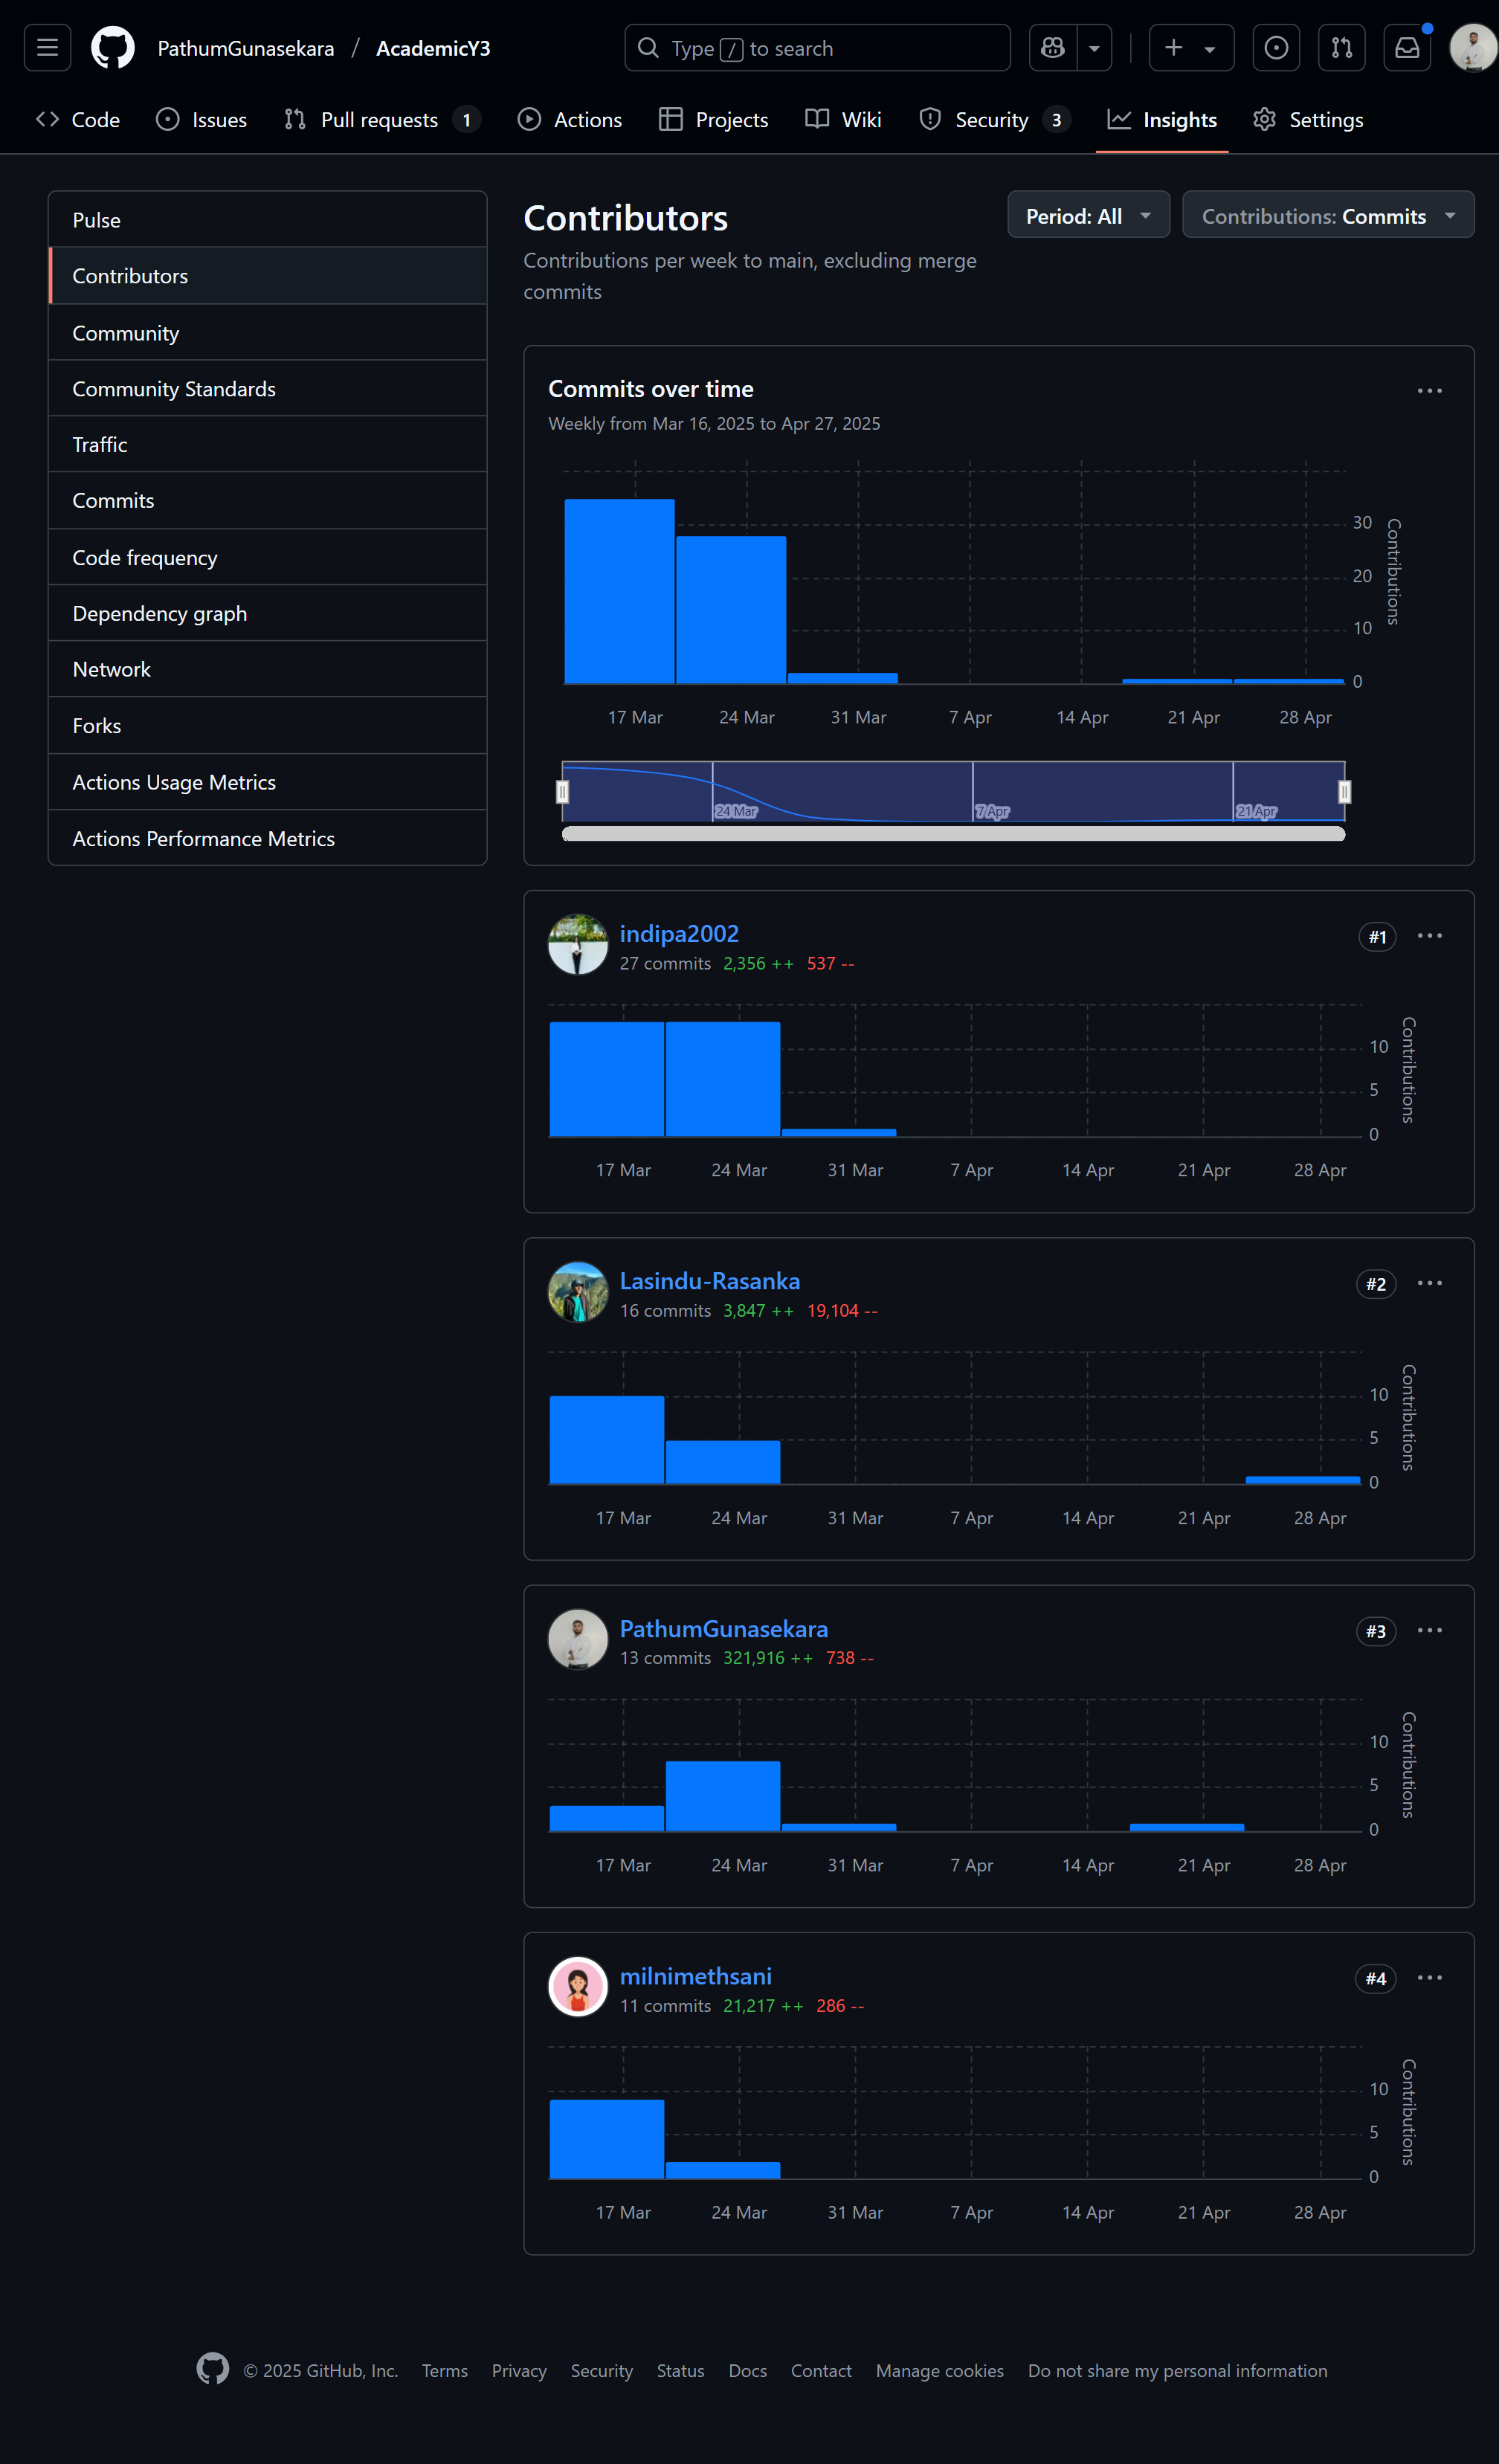 PathumGunasekara / AcademicY3
Type / to search
Code
Issues
Pull requests 1
Actions
Projects
Wiki
Security 3
Insights
Settings
Pulse
Contributors
Community
Community Standards
Traffic
Commits
Code frequency
Dependency graph
Network
Forks
Actions Usage Metrics
Actions Performance Metrics
Contributors
Period: All
Contributions: Commits
Contributions per week to main, excluding merge
commits
Commits over time
Weekly from Mar 16, 2025 to Apr 27, 2025
30
20
10
0
Contributions
17 Mar 24 Mar 31 Mar 7 Apr 14 Apr 21 Apr 28 Apr
24 Mar 7 Apr 21 Apr
indipa2002
#1
27 commits 2,356 ++ 537 --
10
5
0
Contributions
17 Mar 24 Mar 31 Mar 7 Apr 14 Apr 21 Apr 28 Apr
Lasindu-Rasanka
#2
16 commits 3,847 ++ 19,104 --
10
5
0
Contributions
17 Mar 24 Mar 31 Mar 7 Apr 14 Apr 21 Apr 28 Apr
PathumGunasekara
#3
13 commits 321,916 ++ 738 --
10
5
0
Contributions
17 Mar 24 Mar 31 Mar 7 Apr 14 Apr 21 Apr 28 Apr
milnimethsani
#4
11 commits 21,217 ++ 286 --
10
5
0
Contributions
17 Mar 24 Mar 31 Mar 7 Apr 14 Apr 21 Apr 28 Apr
© 2025 GitHub, Inc. Terms Privacy Security Status Docs Contact Manage cookies Do not share my personal information